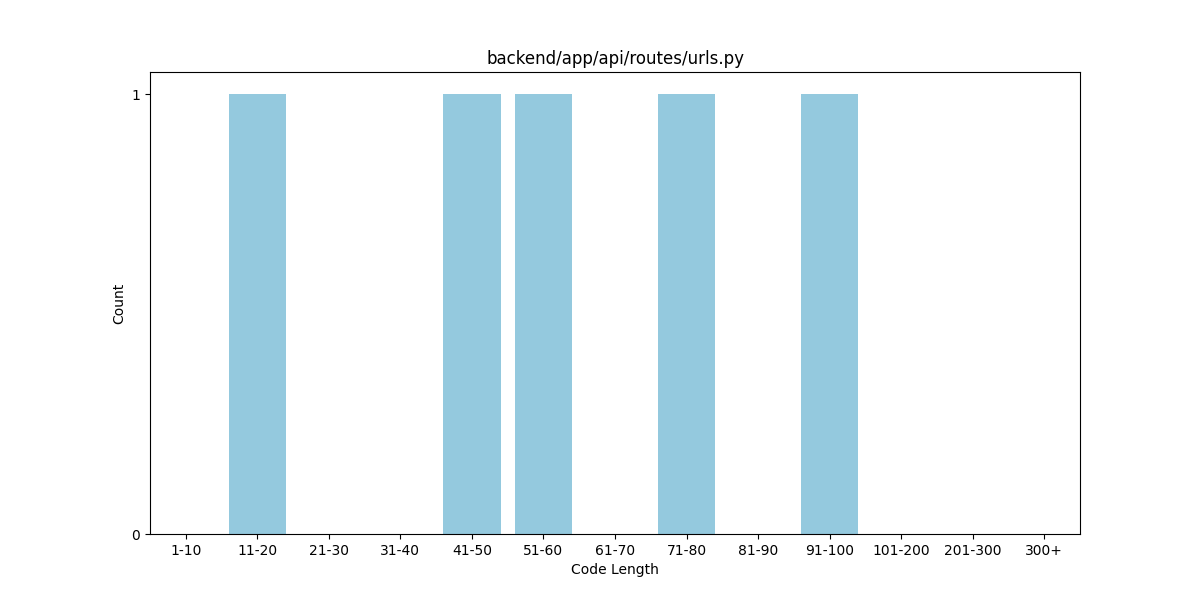 backend/app/api/routes/urls.py
1
Count
0
1-10 11-20 21-30 31-40 41-50 51-60 61-70 71-80 81-90 91-100 101-200 201-300 300+
Code Length